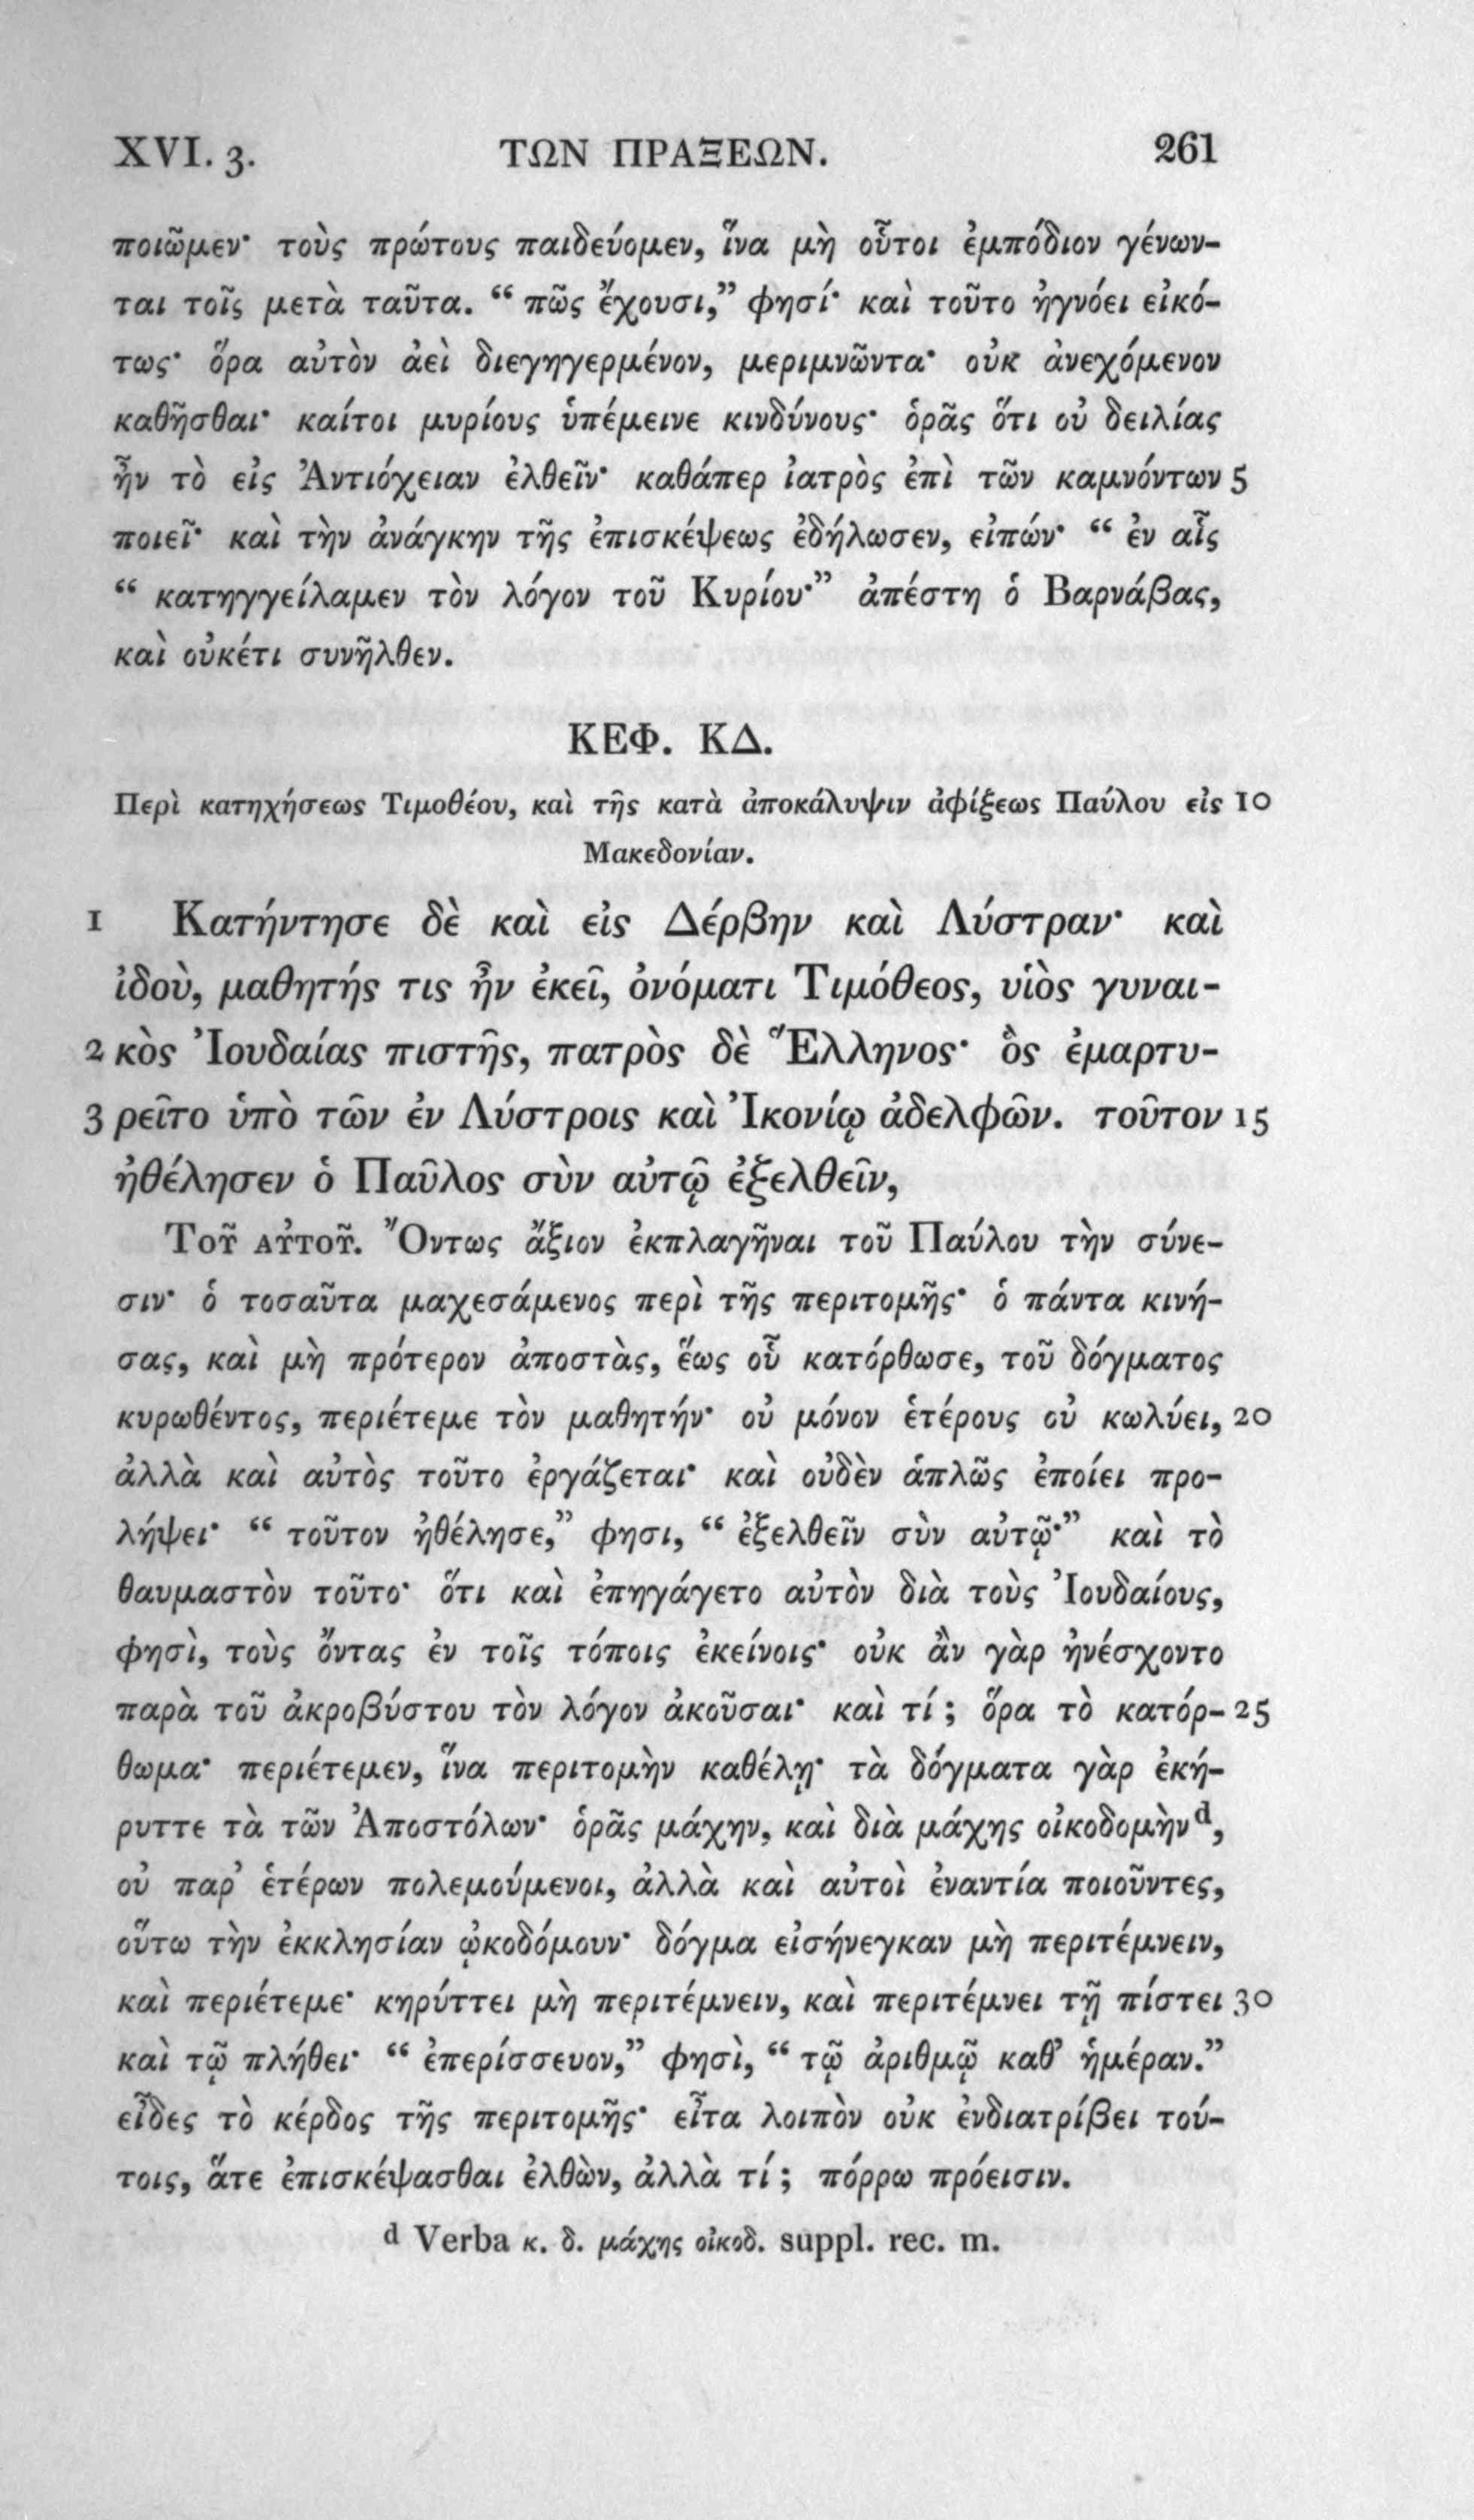 XVI. 3. ΤΩΝ ΠΡΑΞΕΩΝ. 261
ποιῶμεν· τοὺς πρώτους παιδεύομεν, ἵνα μὴ οὗτοι ἐμπόδιον γένων-
ται τοῖς μετὰ ταῦτα. “ πῶς ἔχουσι,” φησί· καὶ τοῦτο ἠγνόει εἰκό-
τως· ὅρα αὐτὸν ἀεὶ διεγηγερμένον, μεριμνῶντα· οὐκ ἀνεχόμενον
καθῆσθαι· καίτοι μυρίους ὑπέμεινε κινδύνους· ὁρᾶς ὅτι οὐ δειλίας
ἦν τὸ εἰς Ἀντιόχειαν ἐλθεῖν· καθάπερ ἰατρὸς ἐπὶ τῶν καμνόντων 5
ποιεῖ· καὶ τὴν ἀνάγκην τῆς ἐπισκέψεως ἐδήλωσεν, εἰπών· “ ἐν αἷς
“ κατηγγείλαμεν τὸν λόγον τοῦ Κυρίου·” ἀπέστη ὁ Βαρνάβας,
καὶ οὐκέτι συνῆλθεν.
ΚΕΦ. ΚΔ.
Περὶ κατηχήσεως Τιμοθέου, καὶ τῆς κατὰ ἀποκάλυψιν ἀφίξεως Παύλου εἰς 10
Μακεδονίαν.
1 Κατήντησε δὲ καὶ εἰς Δέρβην καὶ Λύστραν· καὶ
ἰδοὺ, μαθητής τις ἦν ἐκεῖ, ὀνόματι Τιμόθεος, υἱὸς γυναι-
2 κὸς Ἰουδαίας πιστῆς, πατρὸς δὲ Ἕλληνος· ὃς ἐμαρτυ-
3 ρεῖτο ὑπὸ τῶν ἐν Λύστροις καὶ Ἰκονίῳ ἀδελφῶν. τοῦτον 15
ἠθέλησεν ὁ Παῦλος σὺν αὐτῷ ἐξελθεῖν,
Τοῦ αὐτοῦ. Ὄντως ἄξιον ἐκπλαγῆναι τοῦ Παύλου τὴν σύνε-
σιν· ὁ τοσαῦτα μαχεσάμενος περὶ τῆς περιτομῆς· ὁ πάντα κινή-
σας, καὶ μὴ πρότερον ἀποστὰς, ἕως οὗ κατόρθωσε, τοῦ δόγματος
κυρωθέντος, περιέτεμε τὸν μαθητήν· οὐ μόνον ἑτέρους οὐ κωλύει, 20
ἀλλὰ καὶ αὐτὸς τοῦτο ἐργάζεται· καὶ οὐδὲν ἁπλῶς ἐποίει προ-
λήψει· “ τοῦτον ἠθέλησε,” φησι, “ ἐξελθεῖν σὺν αὐτῷ·” καὶ τὸ
θαυμαστὸν τοῦτο· ὅτι καὶ ἐπηγάγετο αὐτὸν διὰ τοὺς Ἰουδαίους,
φησὶ, τοὺς ὄντας ἐν τοῖς τόποις ἐκείνοις· οὐκ ἂν γὰρ ἠνέσχοντο
παρὰ τοῦ ἀκροβύστου τὸν λόγον ἀκοῦσαι· καὶ τί ; ὅρα τὸ κατόρ- 25
θωμα· περιέτεμεν, ἵνα περιτομὴν καθέλῃ· τὰ δόγματα γὰρ ἐκή-
ρυττε τὰ τῶν Ἀποστόλων· ὁρᾶς μάχην, καὶ διὰ μάχης οἰκοδομὴν d,
οὐ παρ’ ἑτέρων πολεμούμενοι, ἀλλὰ καὶ αὐτοὶ ἐναντία ποιοῦντες,
οὕτω τὴν ἐκκλησίαν ᾠκοδόμουν· δόγμα εἰσήνεγκαν μὴ περιτέμνειν,
καὶ περιέτεμε· κηρύττει μὴ περιτέμνειν, καὶ περιτέμνει τῇ πίστει 30
καὶ τῷ πλήθει· “ ἐπερίσσευον,” φησὶ, “ τῷ ἀριθμῷ καθ’ ἡμέραν.”
εἶδες τὸ κέρδος τῆς περιτομῆς· εἶτα λοιπὸν οὐκ ἐνδιατρίβει τού-
τοις, ἅτε ἐπισκέψασθαι ἐλθὼν, ἀλλὰ τί ; πόρρω πρόεισιν.
d Verba κ. δ. μάχης οἰκοδ. suppl. rec. m.